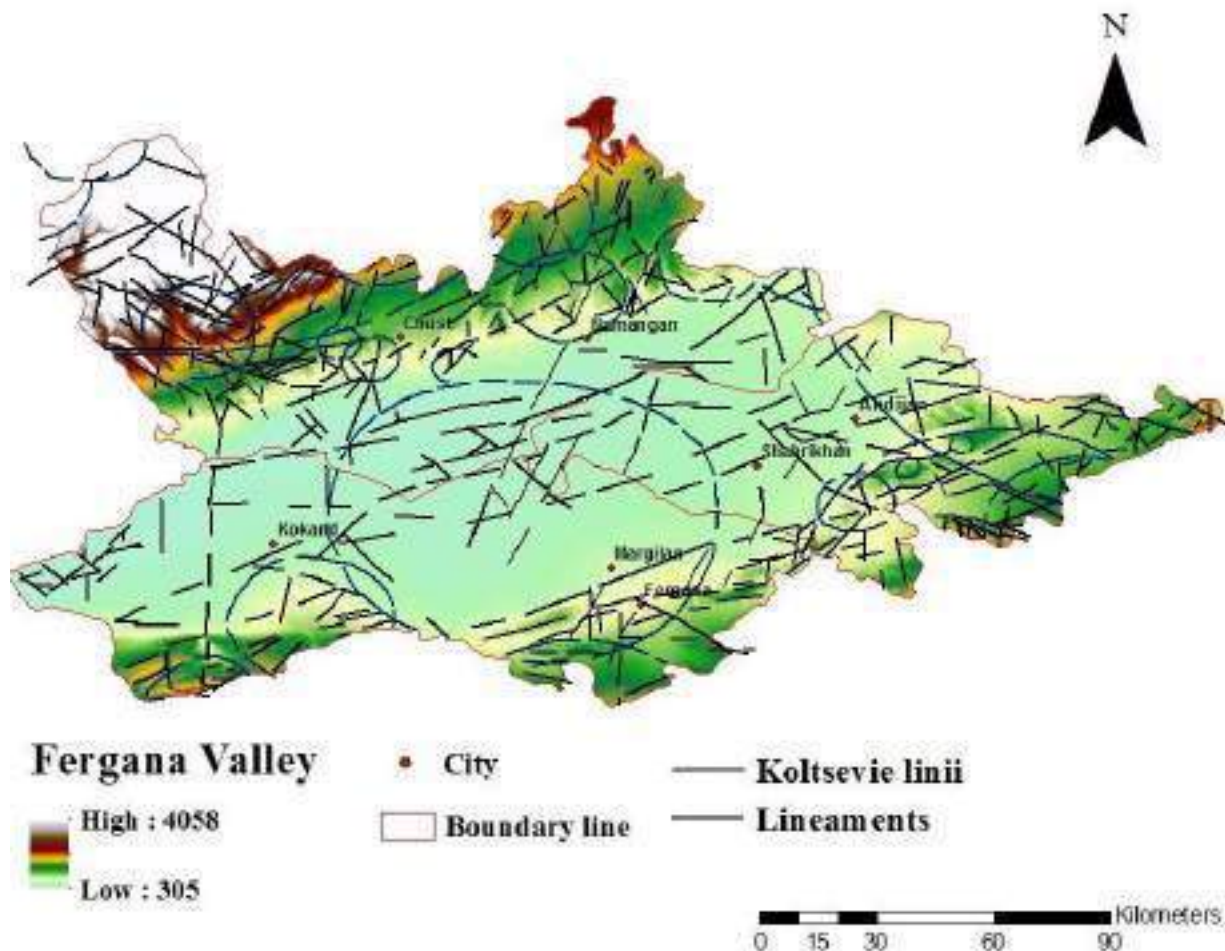 N
Chust
Namangan
Andijan
Shahrikhan
Kokand
Margilan
Fergana
Fergana Valley
High : 4058
Low : 305
City
Boundary line
Koltsevie linii
Lineaments
Kilometers
0 15 30 60 90